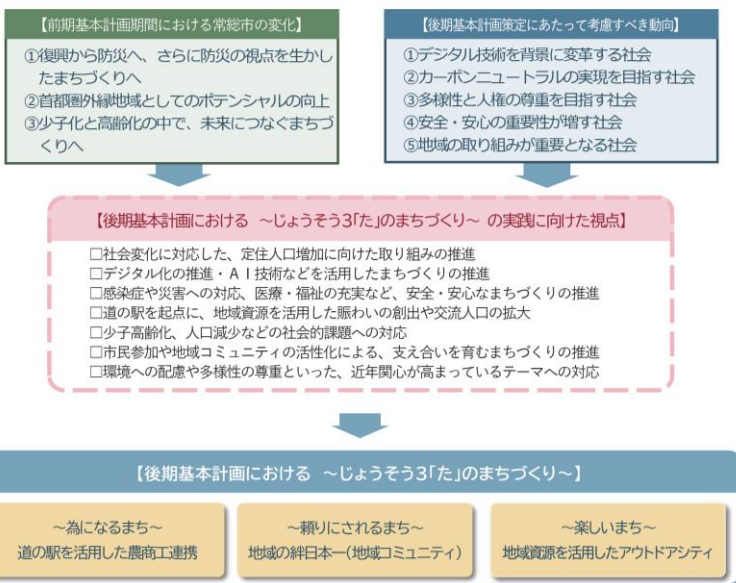 【前期基本計画期間における常総市の変化】
①復興から防災へ、さらに防災の視点を生かし
たまちづくりへ
②首都圏外縁地域としてのポテンシャルの向上
③少子化と高齢化の中で、未来につなぐまちづ
くりへ
【後期基本計画策定にあたって考慮すべき動向】
①デジタル技術を背景に変革する社会
②カーボンニュートラルの実現を目指す社会
③多様性と人権の尊重を目指す社会
④安全・安心の重要性が増す社会
⑤地域の取り組みが重要となる社会
【後期基本計画における ~じょうそう3「た」のまちづくり~ の実践に向けた視点】
□社会変化に対応した、定住人口増加に向けた取り組みの推進
□デジタル化の推進・AI技術などを活用したまちづくりの推進
□感染症や災害への対応、医療・福祉の充実など、安全・安心なまちづくりの推進
□道の駅を起点に、地域資源を活用した賑わいの創出や交流人口の拡大
□少子高齢化、人口減少などの社会的課題への対応
□市民参加や地域コミュニティの活性化による、支え合いを育むまちづくりの推進
□環境への配慮や多様性の尊重といった、近年関心が高まっているテーマへの対応
【後期基本計画における ~じょうそう3「た」のまちづくり~】
~為になるまち~
道の駅を活用した農商工連携
~頼りにされるまち~
地域の絆日本一(地域コミュニティ)
~楽しいまち~
地域資源を活用したアウトドアシティ